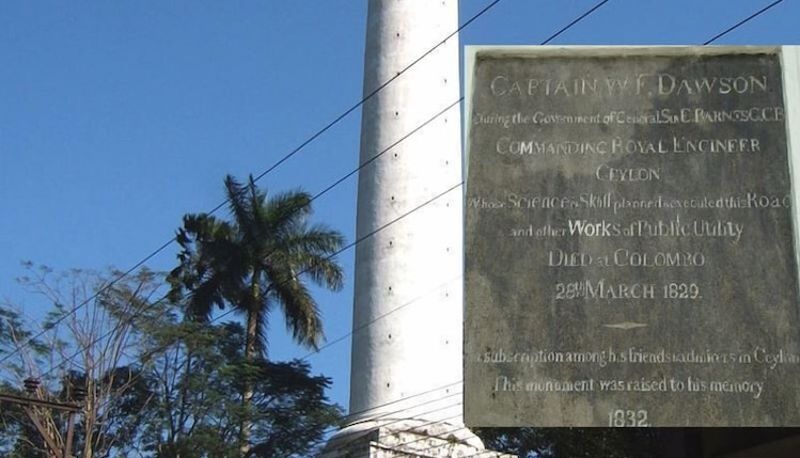 CAPTAIN W.F. DAWSON
During the Government of General Sir E. BARNES G.C.B
COMMANDING ROYAL ENGINEER
CEYLON
Whose Science & Skill planned & executed this Road
and other Works of Public Utility
DIED at COLOMBO
28th MARCH 1829.
subscription among his friends & admirers in Ceylon
This monument was raised to his memory
1832.